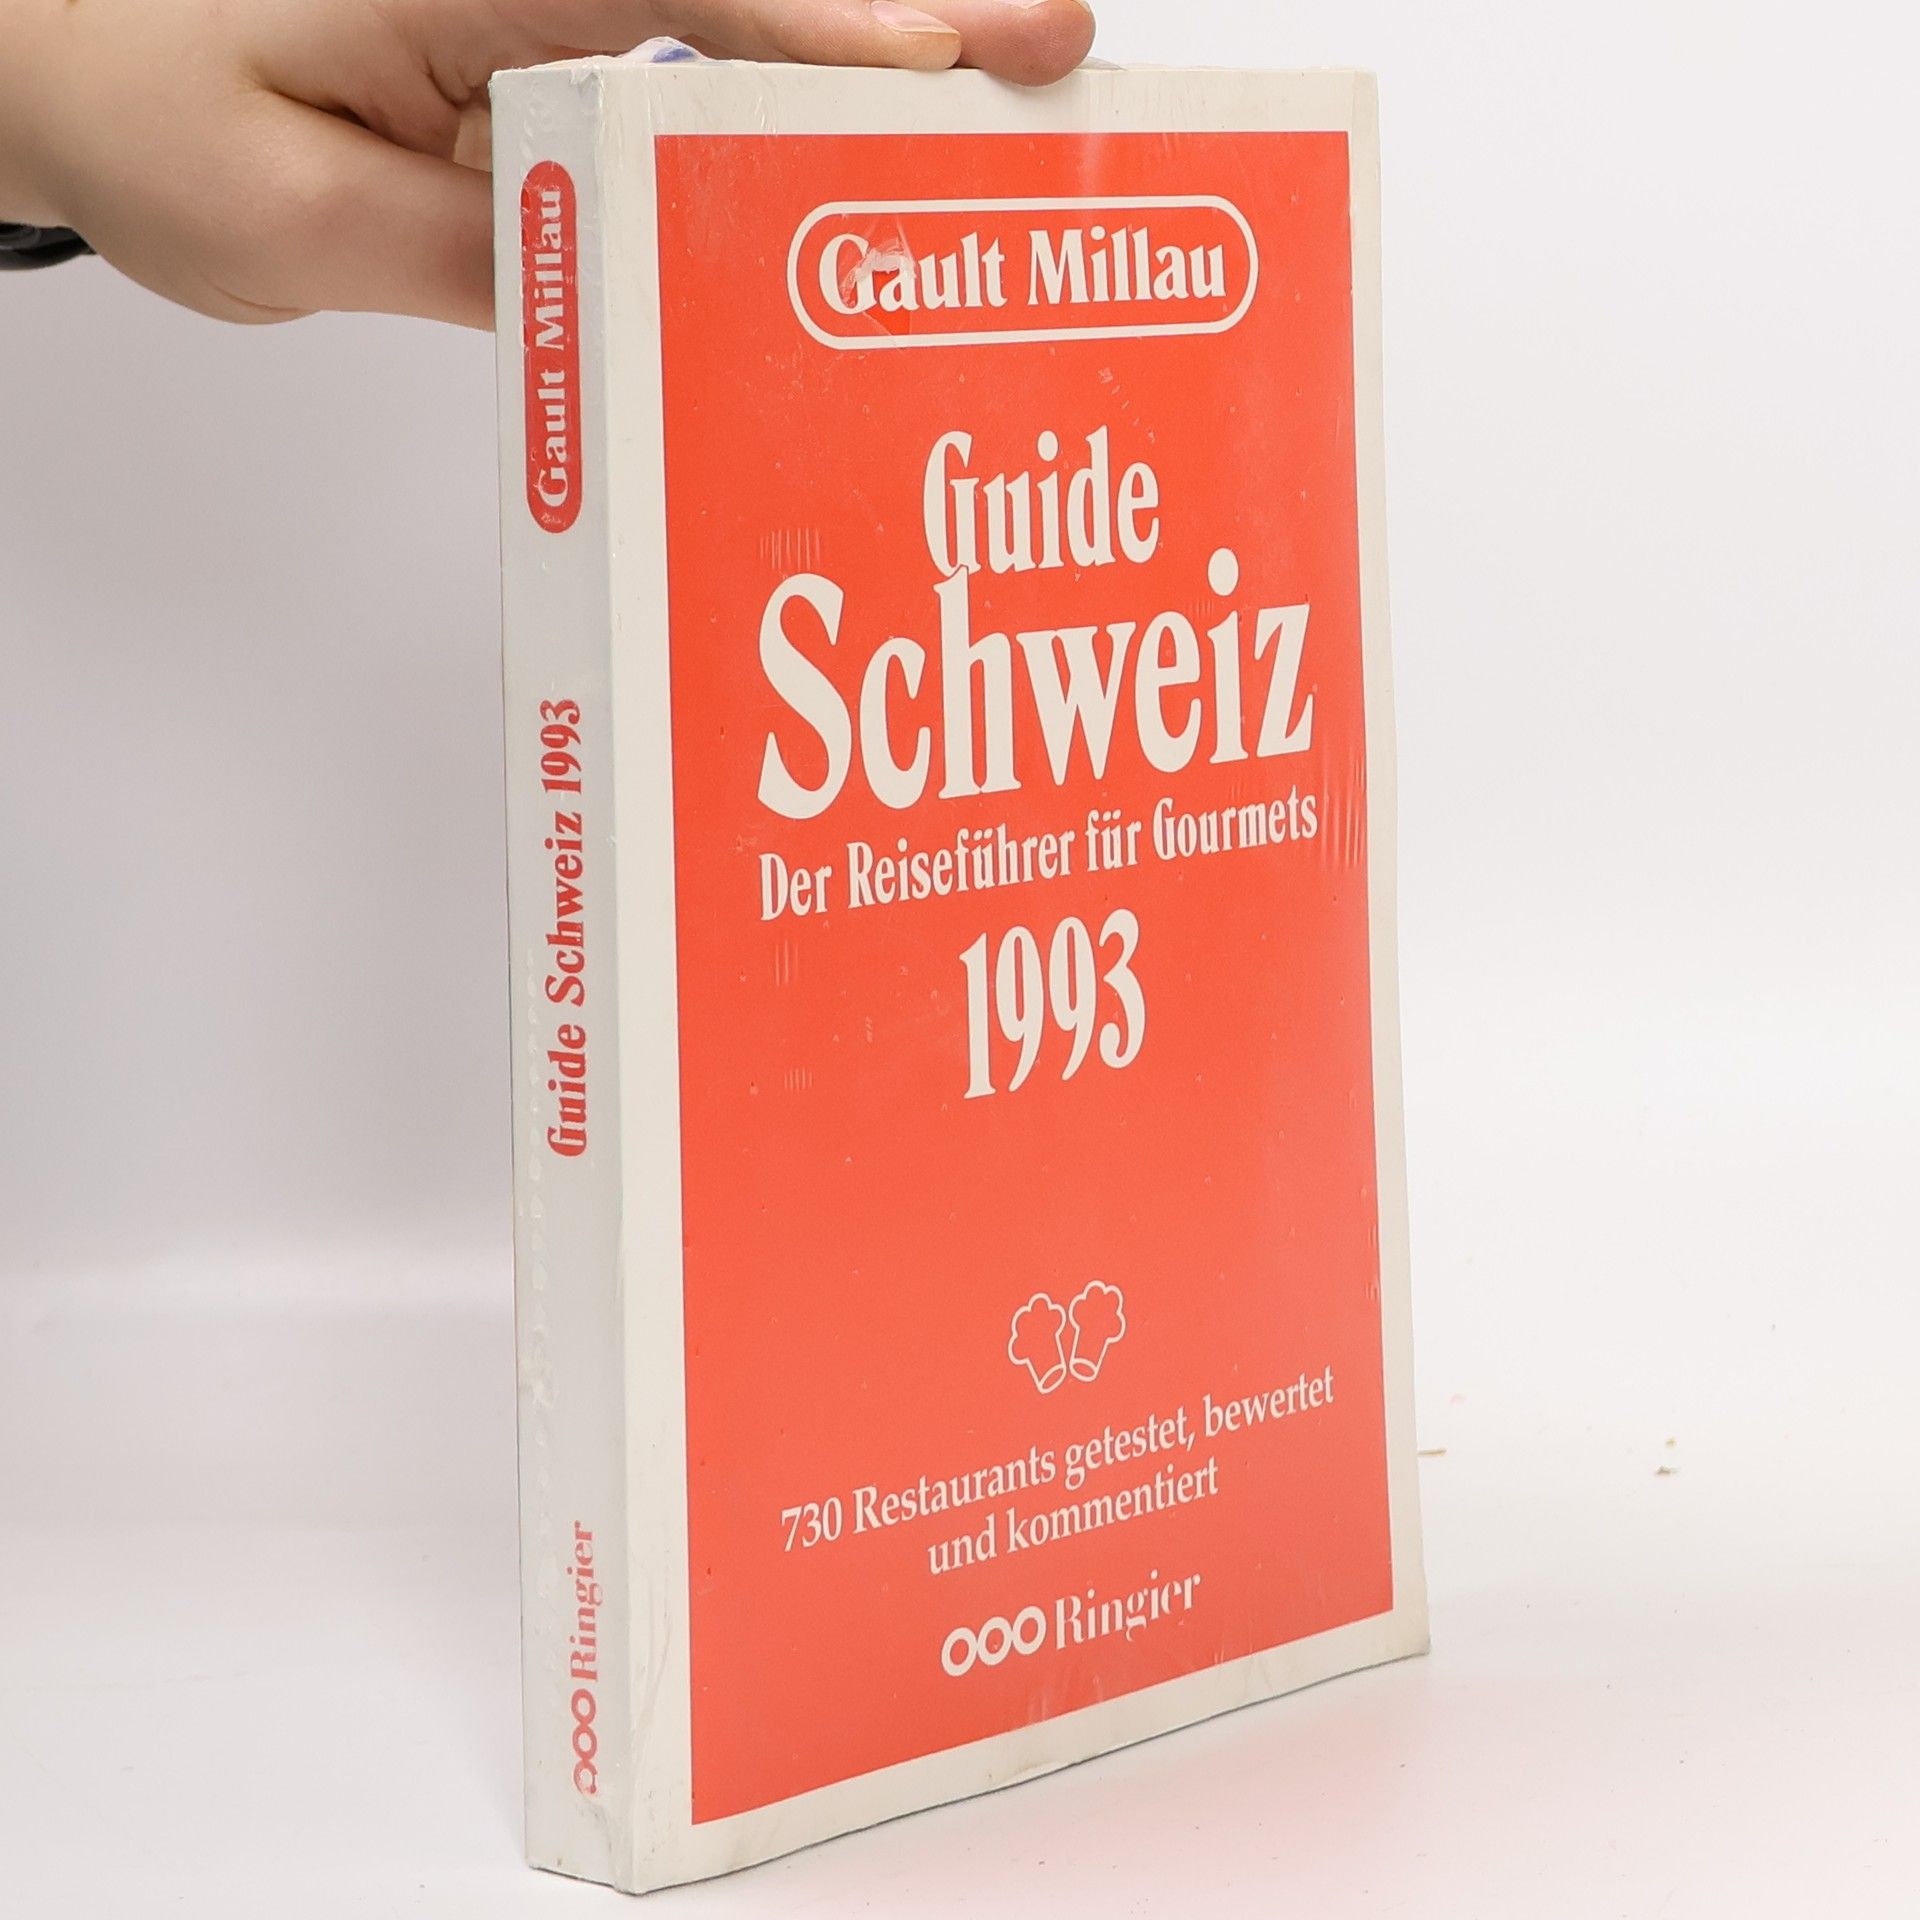 Gault Millau
Guide Schweiz 1993
Ringier
Gault Millau
Guide
Schweiz
Der Reiseführer für Gourmets
1993
730 Restaurants getestet, bewertet
und kommentiert
Ringier